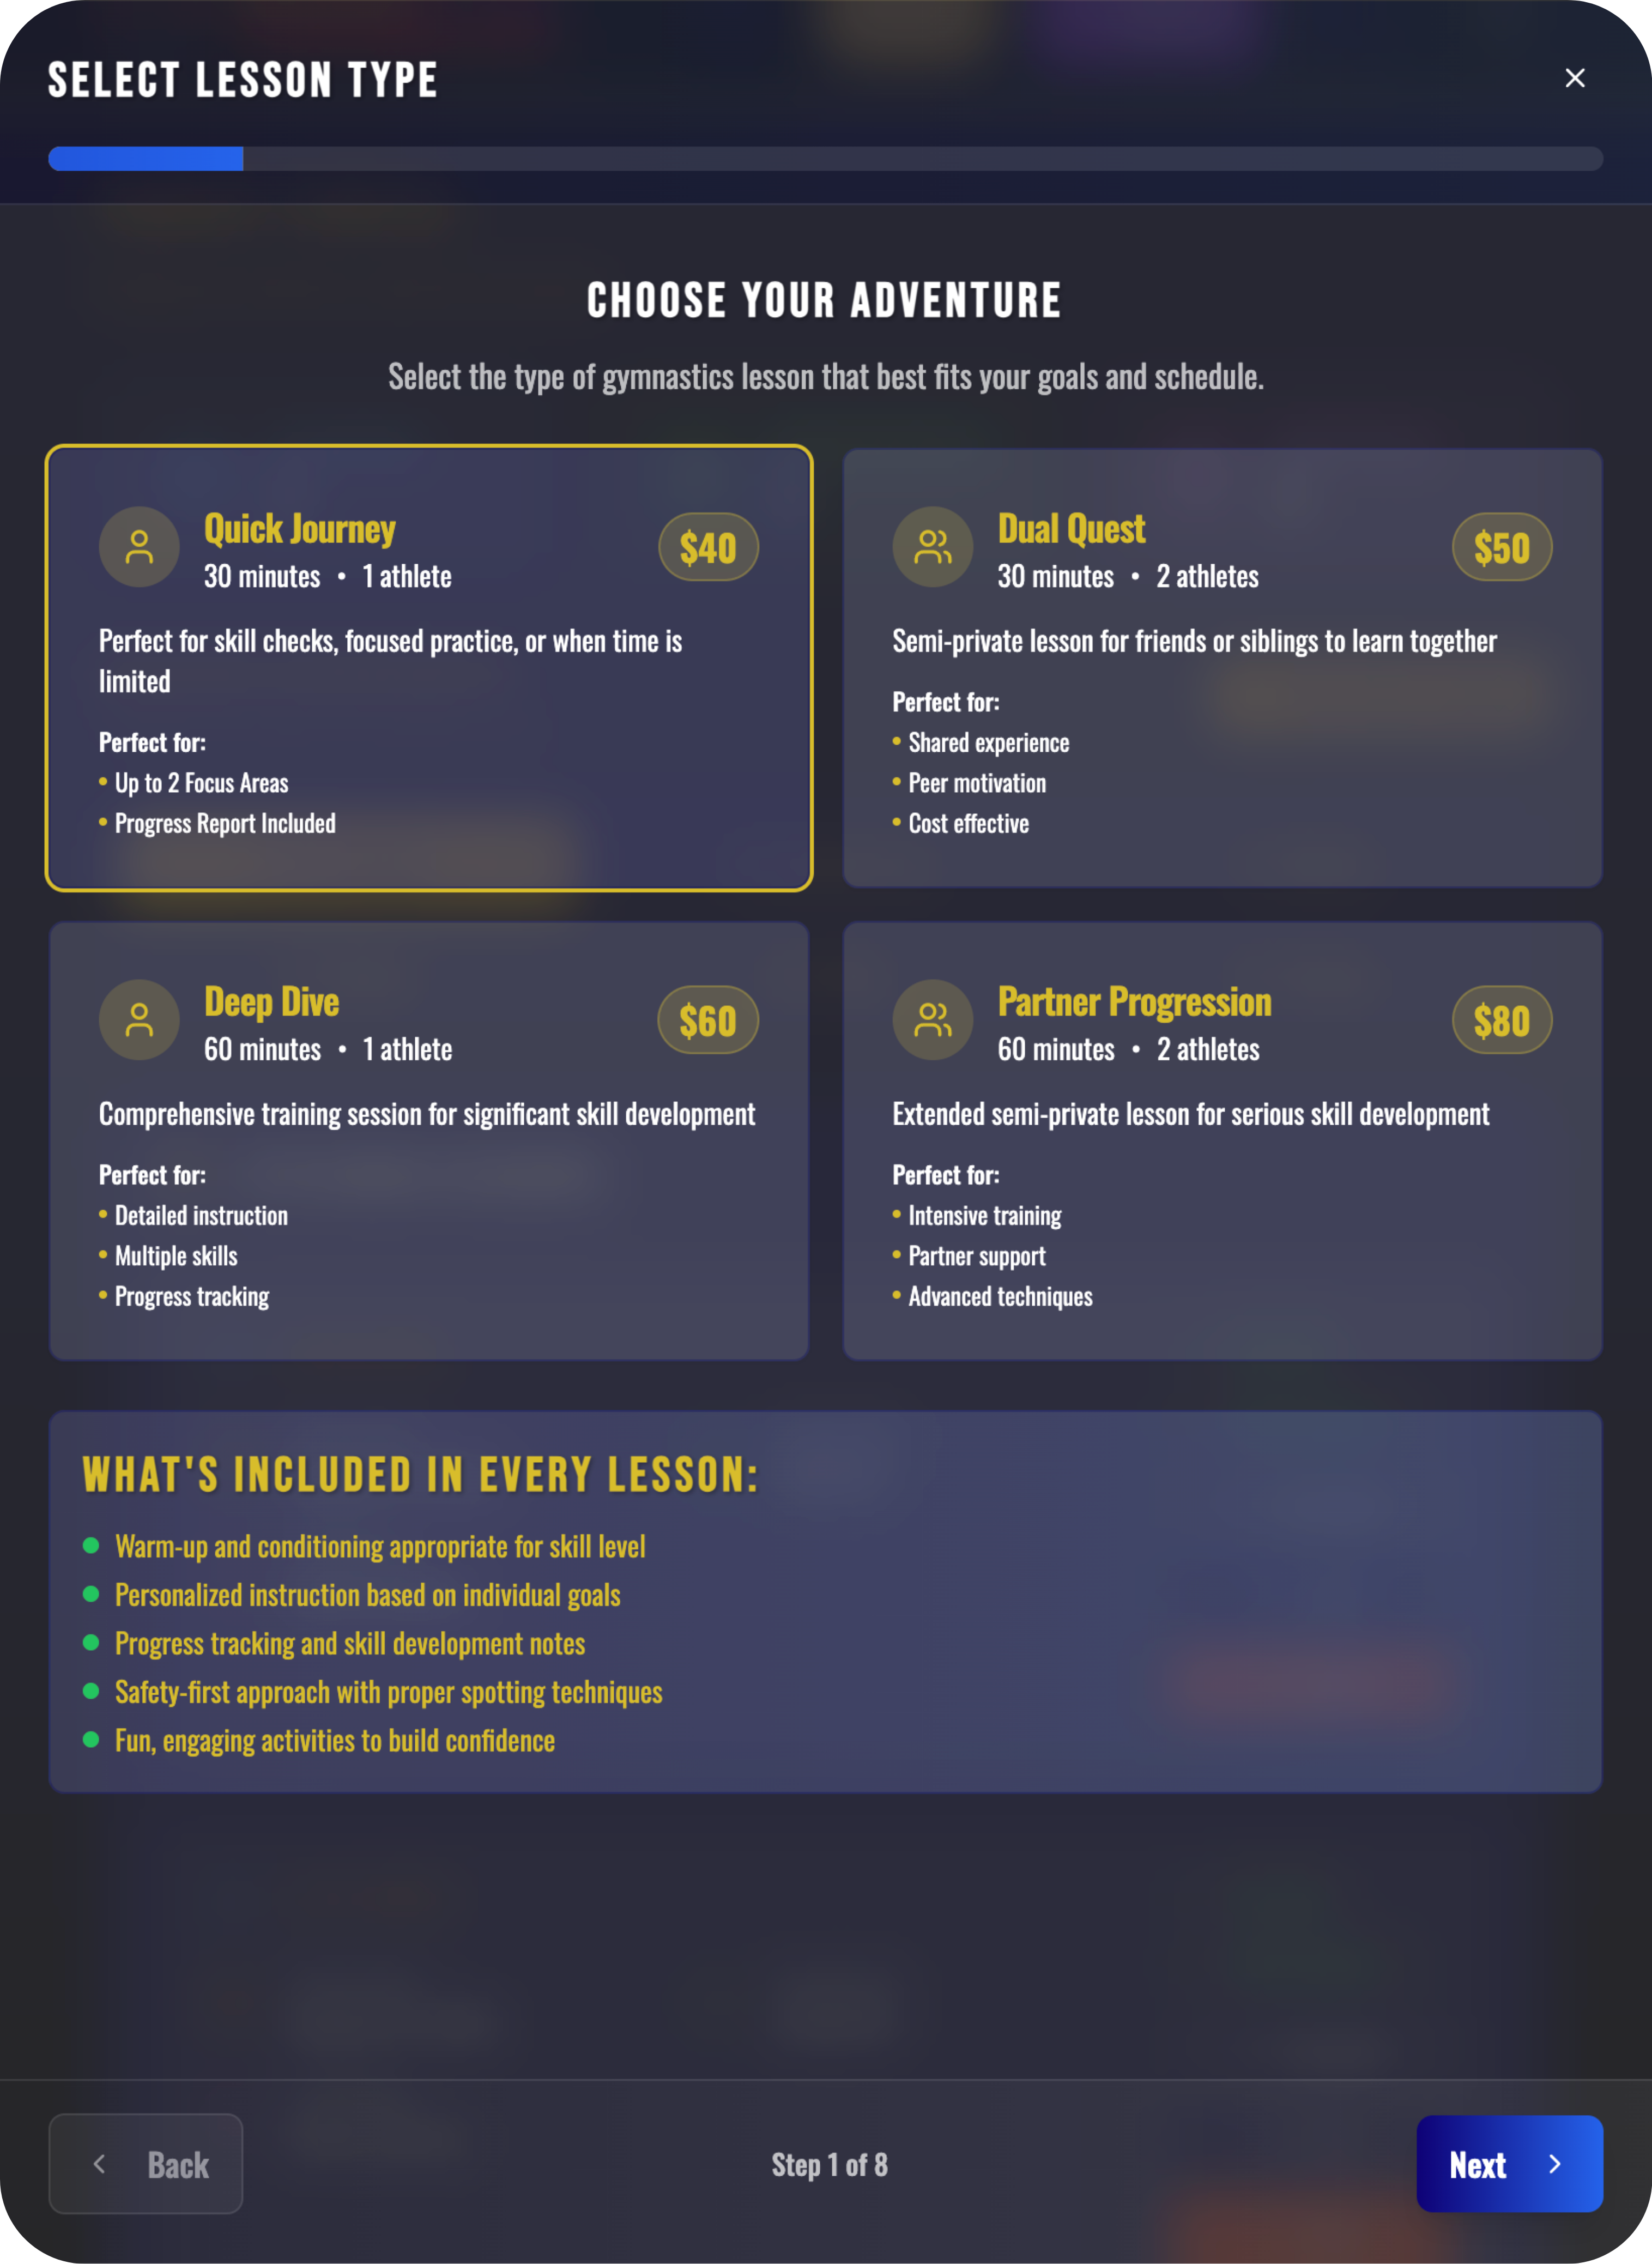 SELECT LESSON TYPE
CHOOSE YOUR ADVENTURE
Select the type of gymnastics lesson that best fits your goals and schedule.
Quick Journey
30 minutes • 1 athlete
$40
Perfect for skill checks, focused practice, or when time is
limited
Perfect for:
• Up to 2 Focus Areas
• Progress Report Included
Dual Quest
30 minutes • 2 athletes
$50
Semi-private lesson for friends or siblings to learn together
Perfect for:
• Shared experience
• Peer motivation
• Cost effective
Deep Dive
60 minutes • 1 athlete
$60
Comprehensive training session for significant skill development
Perfect for:
• Detailed instruction
• Multiple skills
• Progress tracking
Partner Progression
60 minutes • 2 athletes
$80
Extended semi-private lesson for serious skill development
Perfect for:
• Intensive training
• Partner support
• Advanced techniques
WHAT'S INCLUDED IN EVERY LESSON:
Warm-up and conditioning appropriate for skill level
Personalized instruction based on individual goals
Progress tracking and skill development notes
Safety-first approach with proper spotting techniques
Fun, engaging activities to build confidence
Back
Step 1 of 8
Next